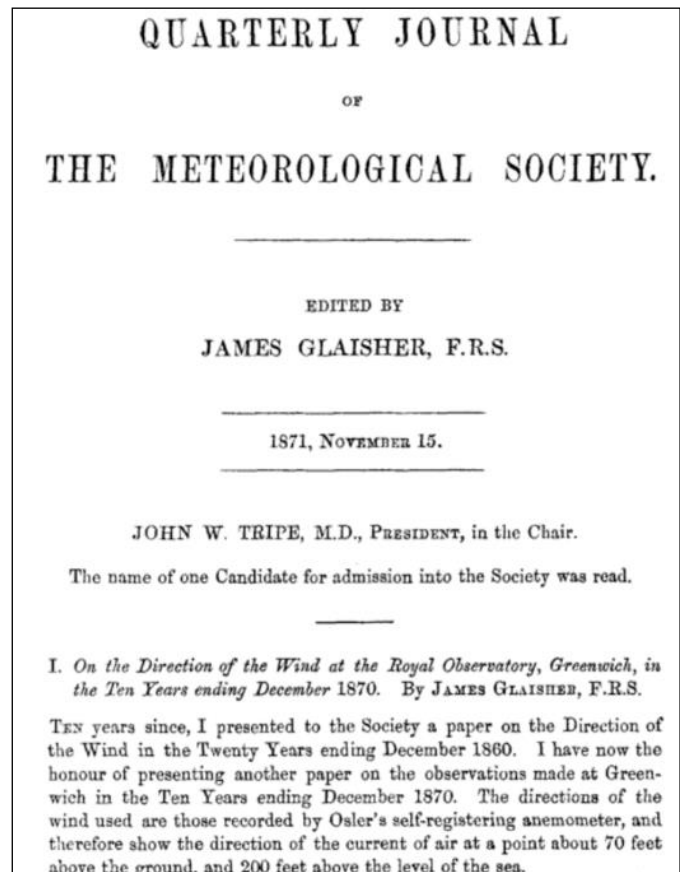 QUARTERLY JOURNAL
OF
THE METEOROLOGICAL SOCIETY.
EDITED BY
JAMES GLAISHER, F.R.S.
1871, NOVEMBER 15.
JOHN W. TRIPE, M.D., PRESIDENT, in the Chair.
The name of one Candidate for admission into the Society was read.
I. On the Direction of the Wind at the Royal Observatory, Greenwich, in
the Ten Years ending December 1870. By JAMES GLAISHER, F.R.S.
TEN years since, I presented to the Society a paper on the Direction of
the Wind in the Twenty Years ending December 1860. I have now the
honour of presenting another paper on the observations made at Green-
wich in the Ten Years ending December 1870. The directions of the
wind used are those recorded by Osler's self-registering anemometer, and
therefore show the direction of the current of air at a point about 70 feet
above the ground, and 200 feet above the level of the sea.